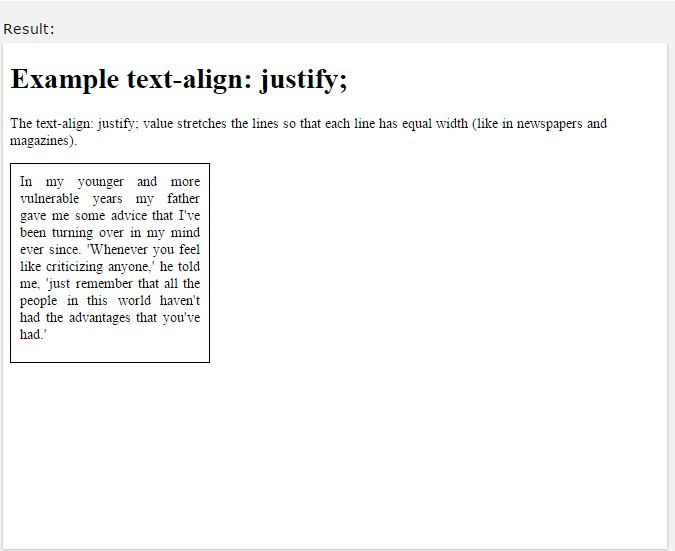 Result:
Example text-align: justify;
The text-align: justify; value stretches the lines so that each line has equal width (like in newspapers and
magazines).
In my younger and more
vulnerable years my father
gave me some advice that I've
been turning over in my mind
ever since. 'Whenever you feel
like criticizing anyone,' he told
me, 'just remember that all the
people in this world haven't
had the advantages that you've
had.'